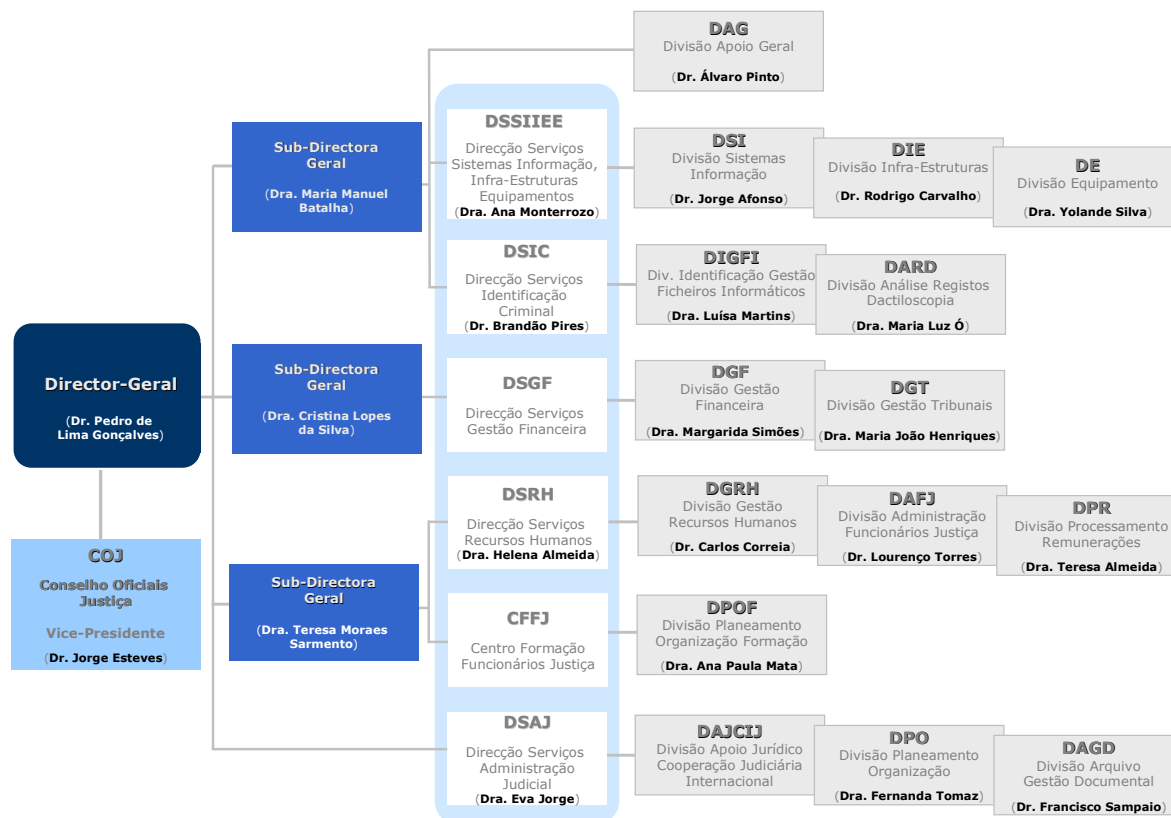 DAG
Divisão Apoio Geral
(Dr. Álvaro Pinto)
Sub-Directora
Geral
(Dra. Maria Manuel
Batalha)
DSSIIEE
Direcção Serviços
Sistemas Informação,
Infra-Estruturas
Equipamentos
(Dra. Ana Monterrozo)
DSI
Divisão Sistemas
Informação
(Dr. Jorge Afonso)
DIE
Divisão Infra-Estruturas
(Dr. Rodrigo Carvalho)
DE
Divisão Equipamento
(Dra. Yolande Silva)
DSIC
Direcção Serviços
Identificação
Criminal
(Dr. Brandão Pires)
DIGFI
Div. Identificação Gestão
Ficheiros Informáticos
(Dra. Luísa Martins)
DARD
Divisão Análise Registos
Dactiloscopia
(Dra. Maria Luz Ó)
Director-Geral
(Dr. Pedro de
Lima Gonçalves)
Sub-Directora
Geral
(Dra. Cristina Lopes
da Silva)
DSGF
Direcção Serviços
Gestão Financeira
DGF
Divisão Gestão
Financeira
(Dra. Margarida Simões)
DGT
Divisão Gestão Tribunais
(Dra. Maria João Henriques)
COJ
Conselho Oficiais
Justiça
Vice-Presidente
(Dr. Jorge Esteves)
Sub-Directora
Geral
(Dra. Teresa Moraes
Sarmento)
DSRH
Direcção Serviços
Recursos Humanos
(Dra. Helena Almeida)
DGRH
Divisão Gestão
Recursos Humanos
(Dr. Carlos Correia)
DAFJ
Divisão Administração
Funcionários Justiça
(Dr. Lourenço Torres)
DPR
Divisão Processamento
Remunerações
(Dra. Teresa Almeida)
CFFJ
Centro Formação
Funcionários Justiça
DPOF
Divisão Planeamento
Organização Formação
(Dra. Ana Paula Mata)
DSAJ
Direcção Serviços
Administração
Judicial
(Dra. Eva Jorge)
DAJCIJ
Divisão Apoio Jurídico
Cooperação Judiciária
Internacional
DPO
Divisão Planeamento
Organização
(Dra. Fernanda Tomaz)
DAGD
Divisão Arquivo
Gestão Documental
(Dr. Francisco Sampaio)